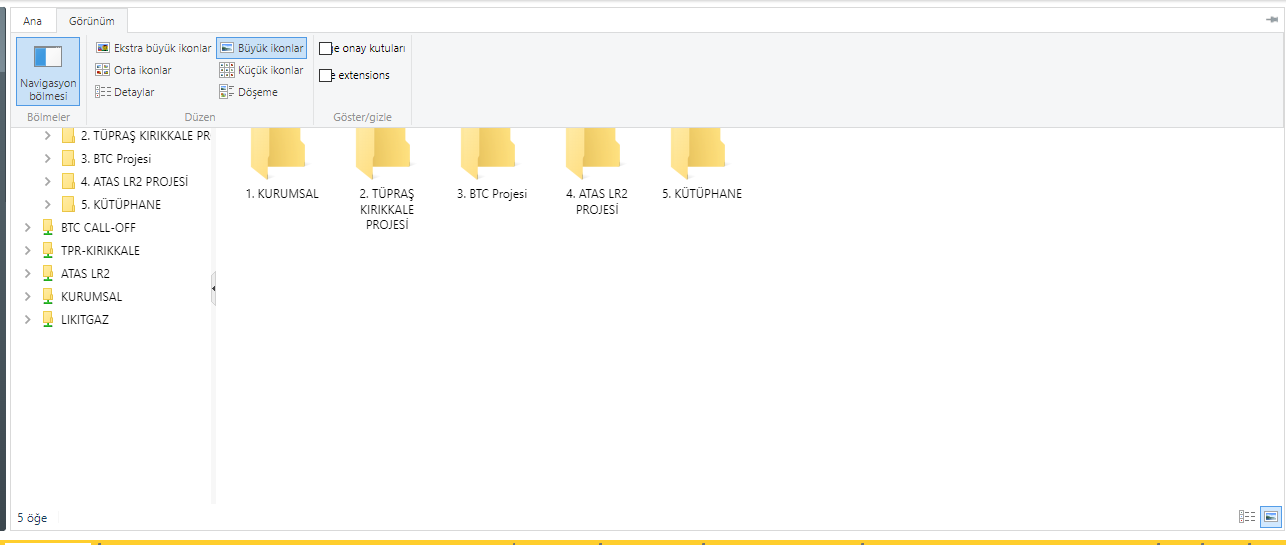 Ana
Görünüm
Navigasyon
bölmesi
Bölmeler
Ekstra büyük ikonlar
Büyük ikonlar
Orta ikonlar
Küçük ikonlar
Detaylar
Döşeme
Düzen
onay kutuları
extensions
Göster/gizle
2. TÜPRAŞ KIRIKKALE PR
3. BTC Projesi
4. ATAS LR2 PROJESİ
5. KÜTÜPHANE
BTC CALL-OFF
TPR-KIRIKKALE
ATAS LR2
KURUMSAL
LIKITGAZ
1. KURUMSAL
2. TÜPRAŞ
KIRIKKALE
PROJESİ
3. BTC Projesi
4. ATAS LR2
PROJESİ
5. KÜTÜPHANE
5 öğe